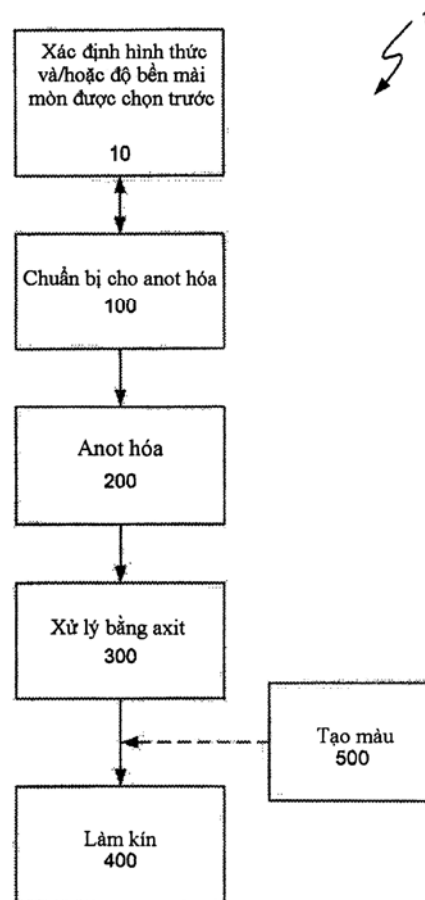 Xác định hình thức
và/hoặc độ bền mài
mòn được chọn trước
10
Chuẩn bị cho anot hóa
100
Anot hóa
200
Xử lý bằng axit
300
Tạo màu
500
Làm kín
400